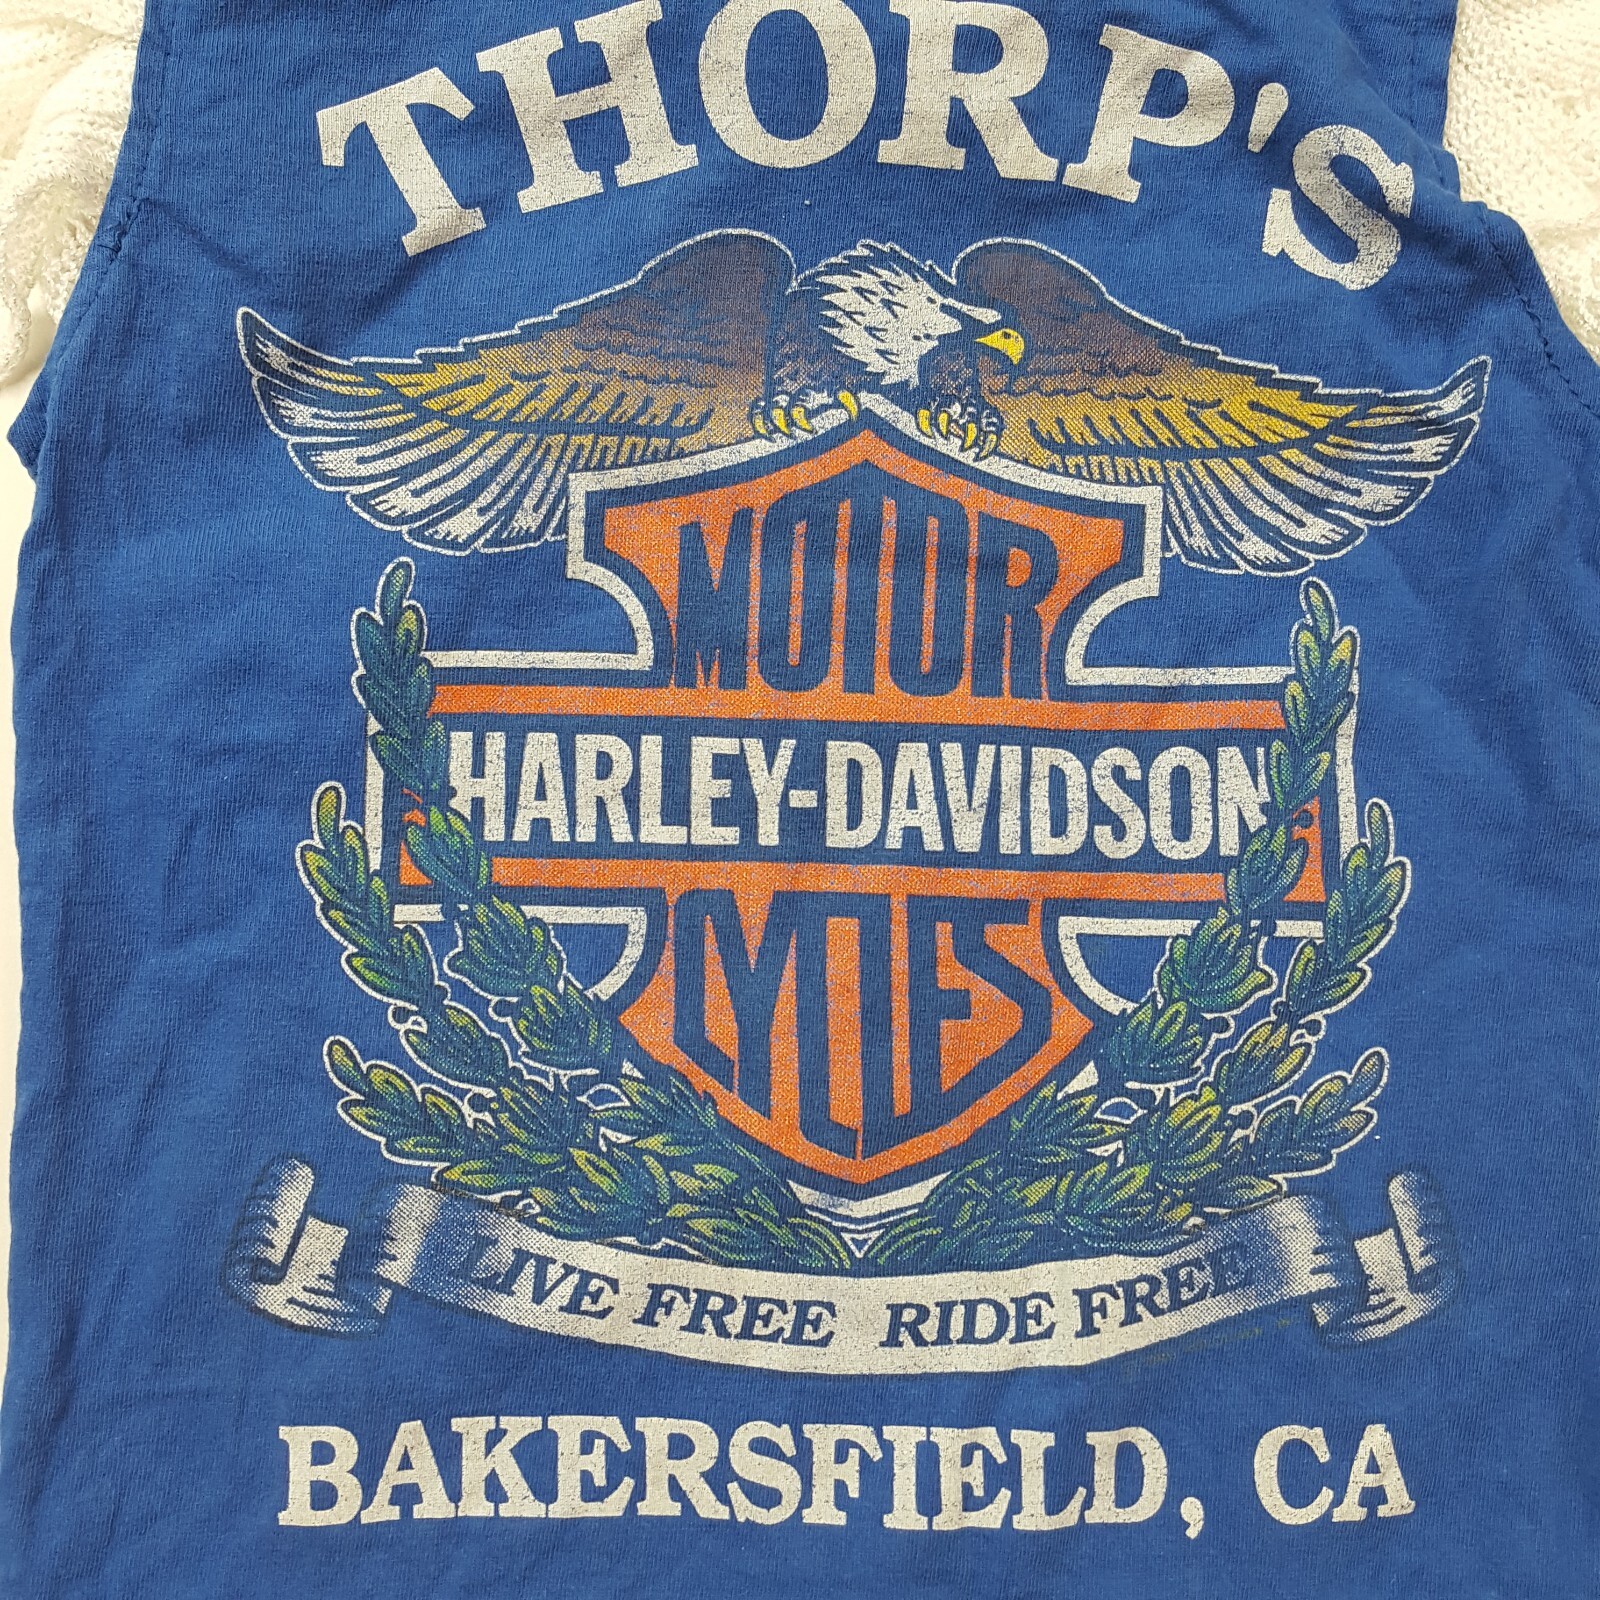 THORP'S
MOTOR
HARLEY-DAVIDSON
CYCLES
LIVE FREE RIDE FREE
BAKERSFIELD, CA